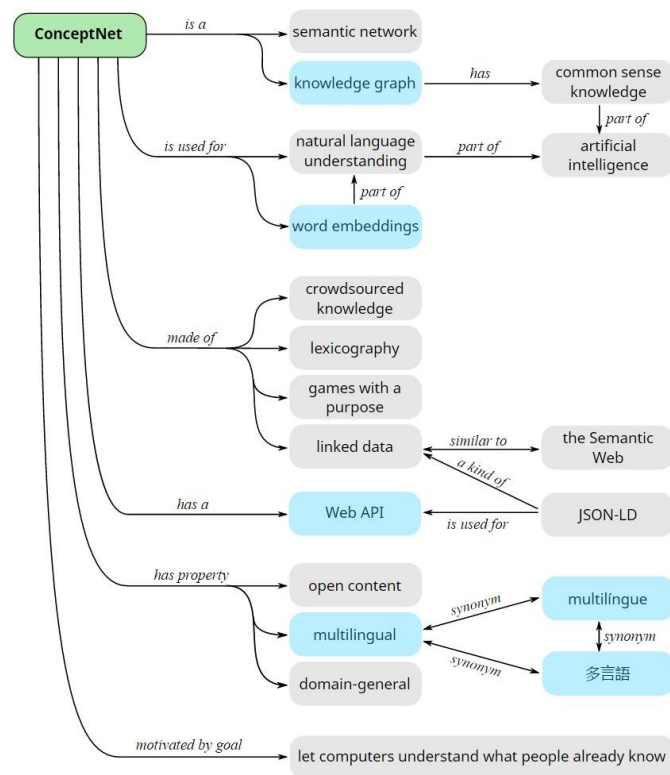 ConceptNet
is a
semantic network
knowledge graph
has
common sense
knowledge
part of
is used for
natural language
understanding
part of
artificial
intelligence
part of
word embeddings
made of
crowdsourced
knowledge
lexicography
games with a
purpose
linked data
similar to
the Semantic
Web
a kind of
has a
Web API
is used for
JSON-LD
has property
open content
multilingual
synonym
multilíngue
synonym
synonym
多言語
domain-general
motivated by goal
let computers understand what people already know